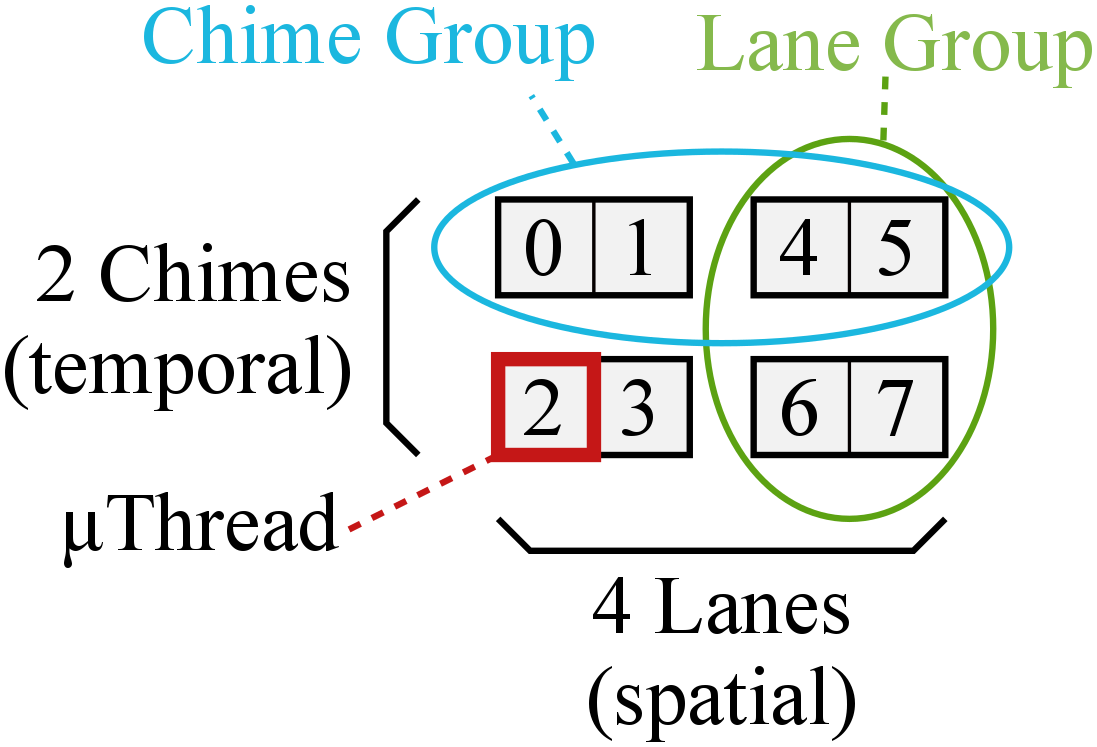 Chime Group
Lane Group
2 Chimes
(temporal)
0 1 4 5
2 3 6 7
μThread
4 Lanes
(spatial)